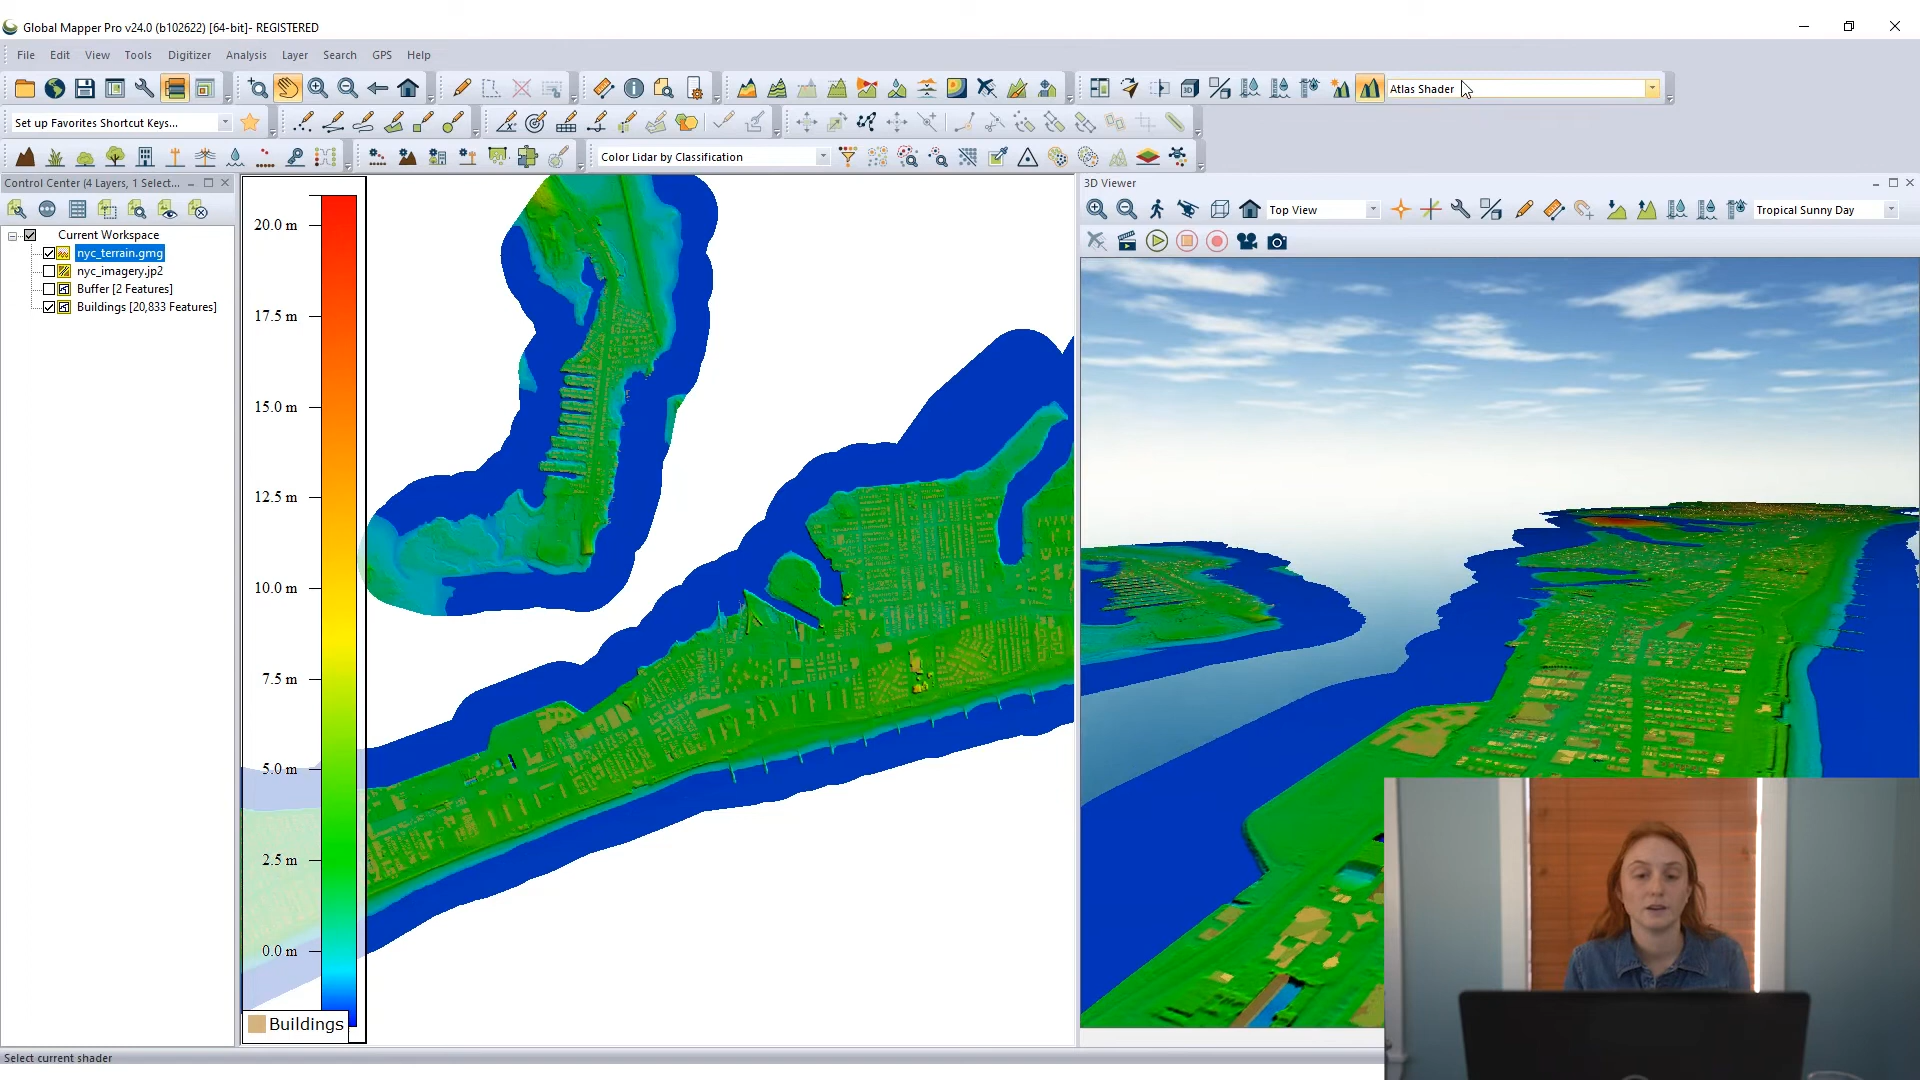 Global Mapper Pro v24.0 (b102622) [64-bit]- REGISTERED
File Edit View Tools Digitizer Analysis Layer Search GPS Help
Atlas Shader
Set up Favorites Shortcut Keys...
Color Lidar by Classification
Control Center (4 Layers, 1 Select...
3D Viewer
Top View
Tropical Sunny Day
Current Workspace
nyc_terrain.gmg
nyc_imagery.jp2
Buffer [2 Features]
Buildings [20,833 Features]
20.0 m
17.5 m
15.0 m
12.5 m
10.0 m
7.5 m
5.0 m
2.5 m
0.0 m
Buildings
Select current shader